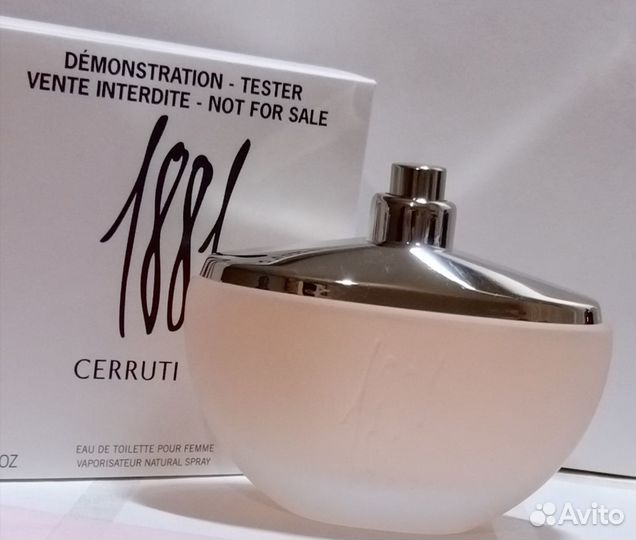 DÉMONSTRATION - TESTER
VENTE INTERDITE - NOT FOR SALE
1881
CERRUTI
EAU DE TOILETTE POUR FEMME
VAPORISATEUR NATURAL SPRAY
OZ
1881
Avito